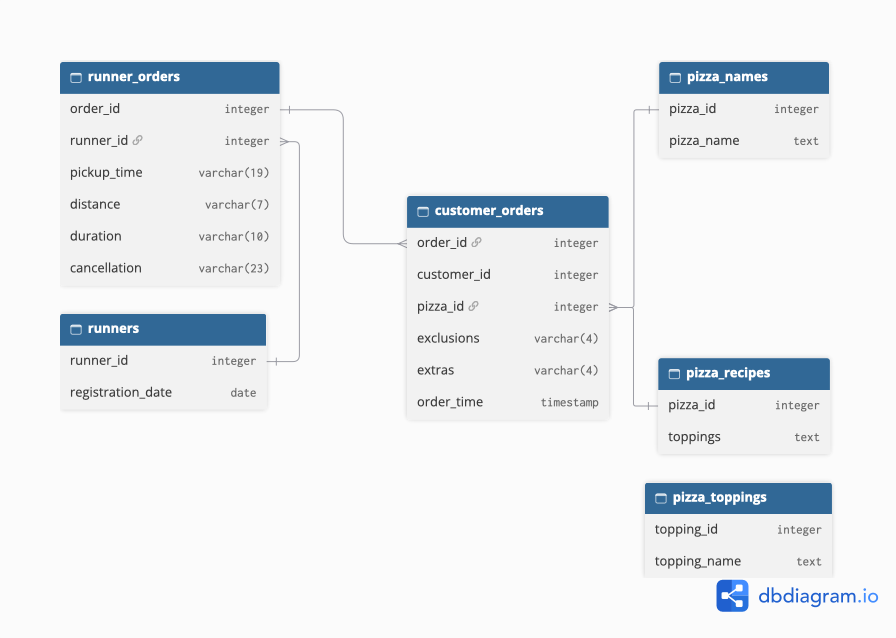 runner_orders
order_id integer
runner_id integer
pickup_time varchar(19)
distance varchar(7)
duration varchar(10)
cancellation varchar(23)
runners
runner_id integer
registration_date date
customer_orders
order_id integer
customer_id integer
pizza_id integer
exclusions varchar(4)
extras varchar(4)
order_time timestamp
pizza_names
pizza_id integer
pizza_name text
pizza_recipes
pizza_id integer
toppings text
pizza_toppings
topping_id integer
topping_name text
dbdiagram.io